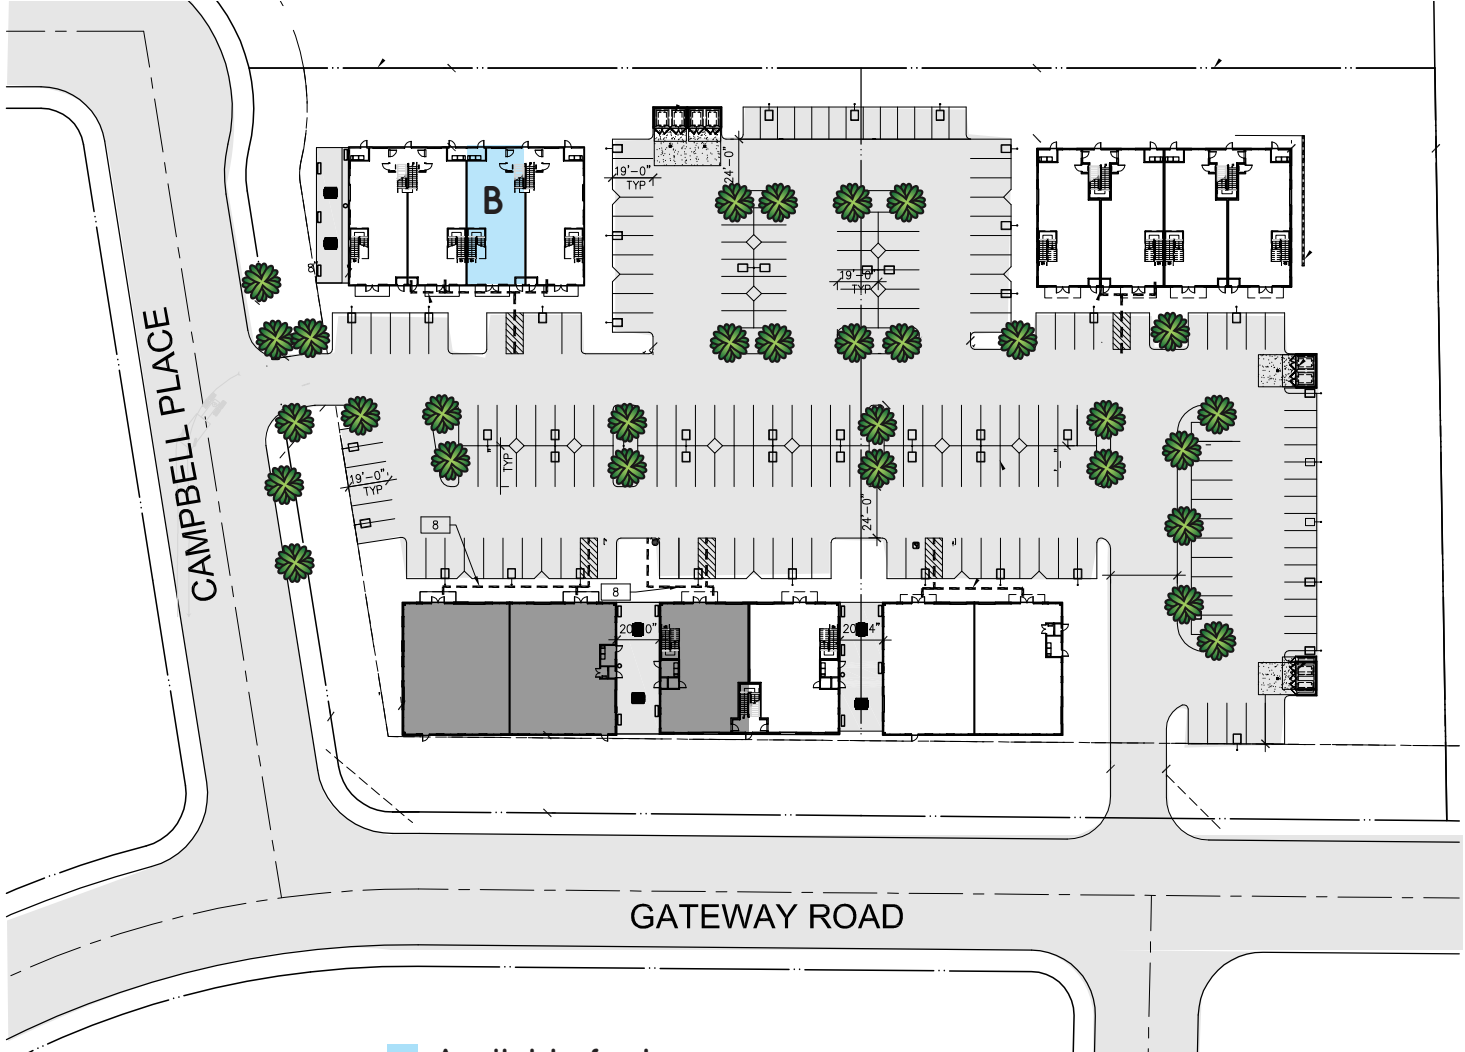 24'-0"
19'-0"
TYP
B
8"
19'-0"
TYP
CAMPBELL PLACE
TYP
19'-0"
TYP
24'-0"
8
8
GATEWAY ROAD